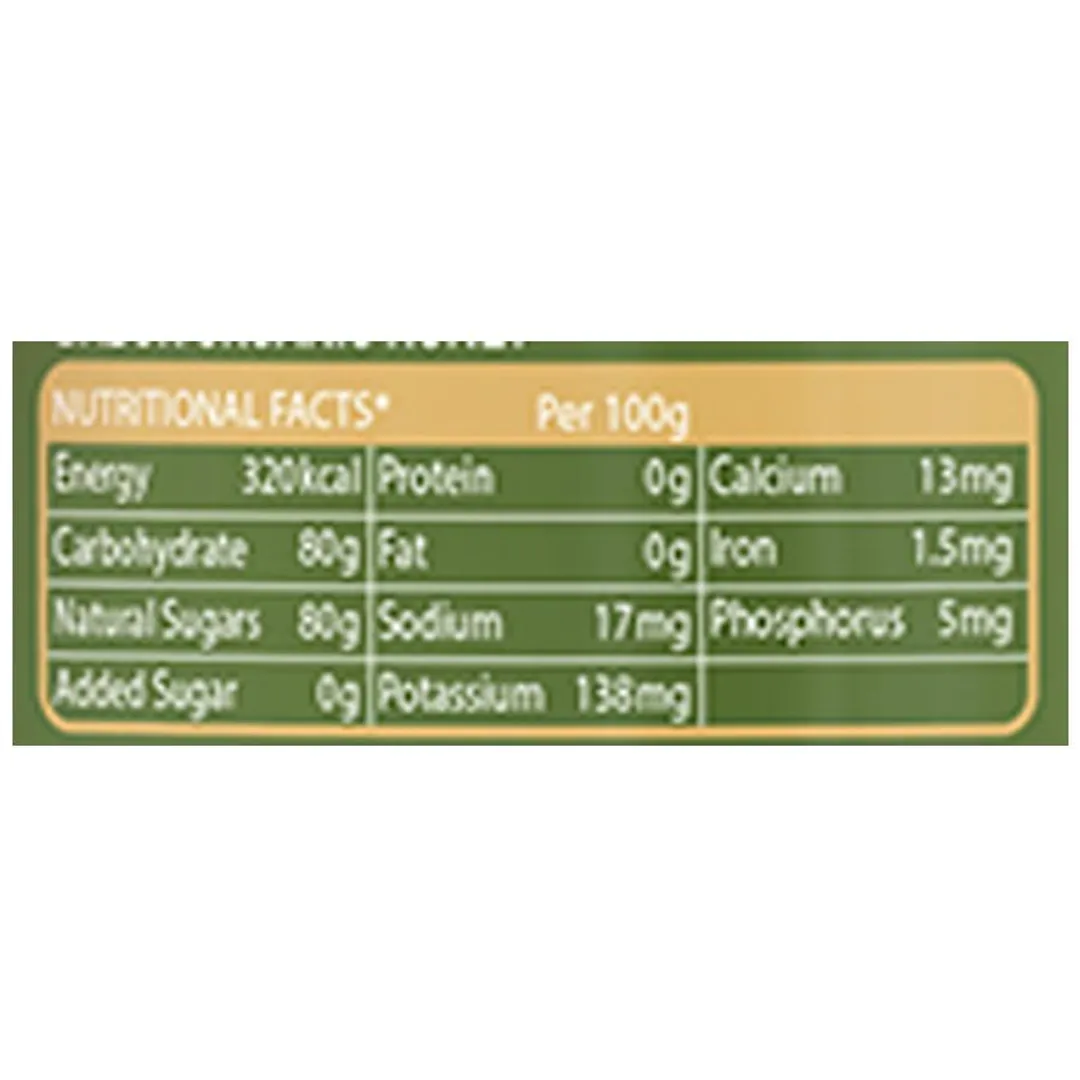 NUTRITIONAL FACTS* Per 100g
Energy 320kcal Protein 0g Calcium 13mg
Carbohydrate 80g Fat 0g Iron 1.5mg
Natural Sugars 80g Sodium 17mg Phosphorus 5mg
Added Sugar 0g Potassium 138mg